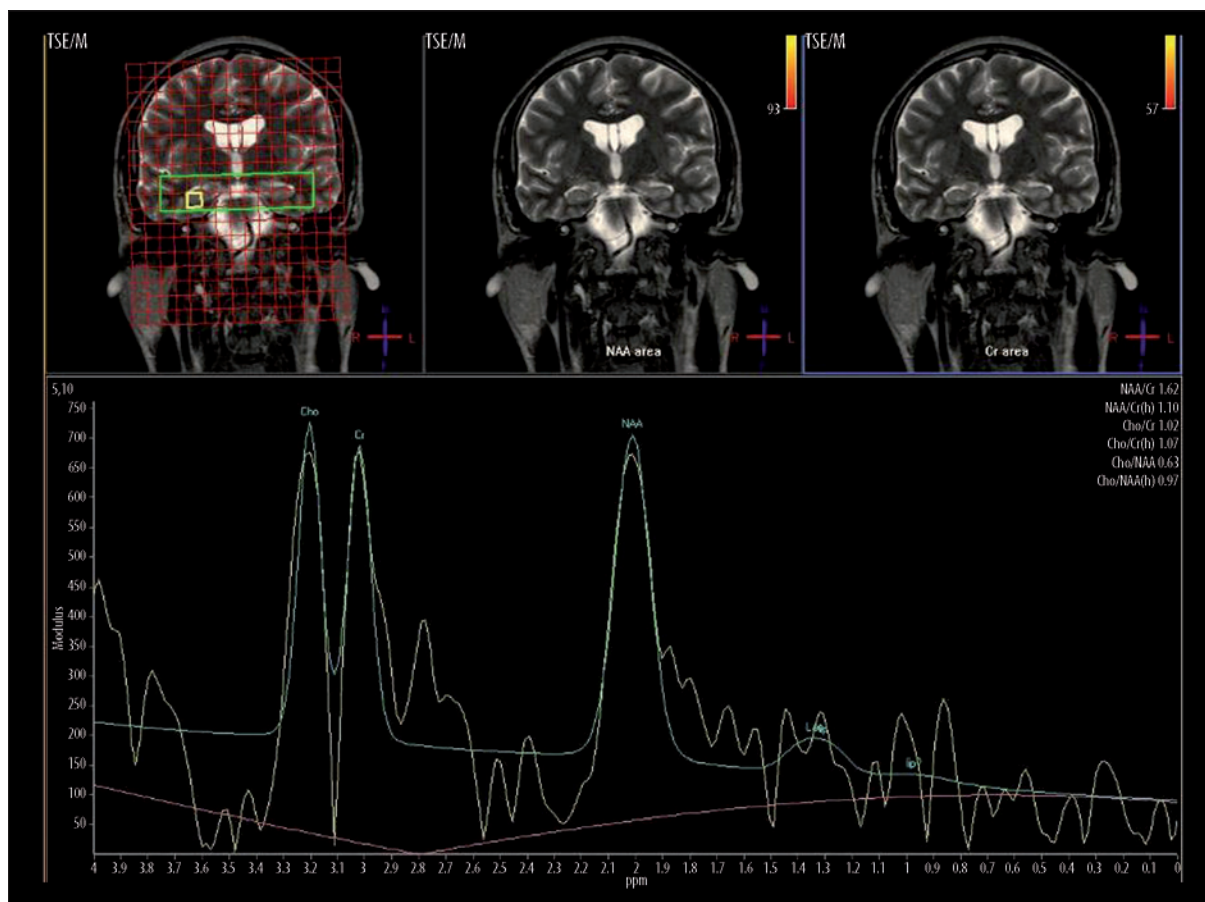 TSE/M
TSE/M
TSE/M
93
57
R L
R L
R L
NAA area
Cr area
5,10
NAA/Cr 1.62
NAA/Cr(h) 1.10
Cho/Cr 1.02
Cho/Cr(h) 1.07
Cho/NAA 0.63
Cho/NAA(h) 0.97
Cho
Cr
NAA
Modulus
750
700
650
600
550
500
450
400
350
300
250
200
150
100
50
4 3.9 3.8 3.7 3.6 3.5 3.4 3.3 3.2 3.1 3 2.9 2.8 2.7 2.6 2.5 2.4 2.3 2.2 2.1 2 1.9 1.8 1.7 1.6 1.5 1.4 1.3 1.2 1.1 1 0.9 0.8 0.7 0.6 0.5 0.4 0.3 0.2 0.1 0
ppm